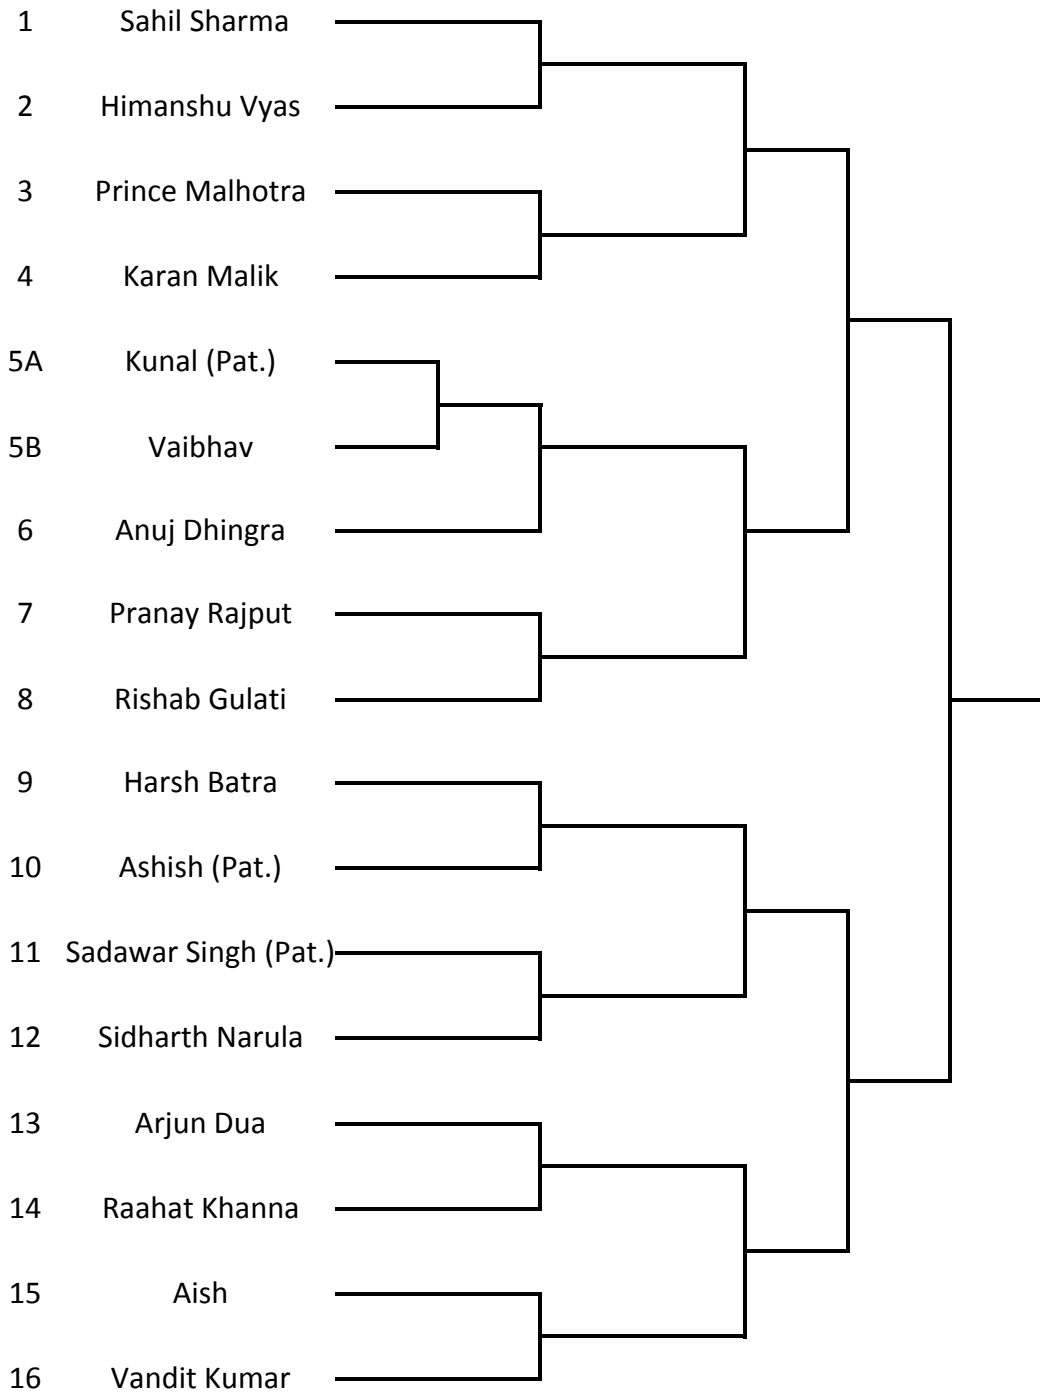 1 Sahil Sharma
2 Himanshu Vyas
3 Prince Malhotra
4 Karan Malik
5A Kunal (Pat.)
5B Vaibhav
6 Anuj Dhingra
7 Pranay Rajput
8 Rishab Gulati
9 Harsh Batra
10 Ashish (Pat.)
11 Sadawar Singh (Pat.)
12 Sidharth Narula
13 Arjun Dua
14 Raahat Khanna
15 Aish
16 Vandit Kumar